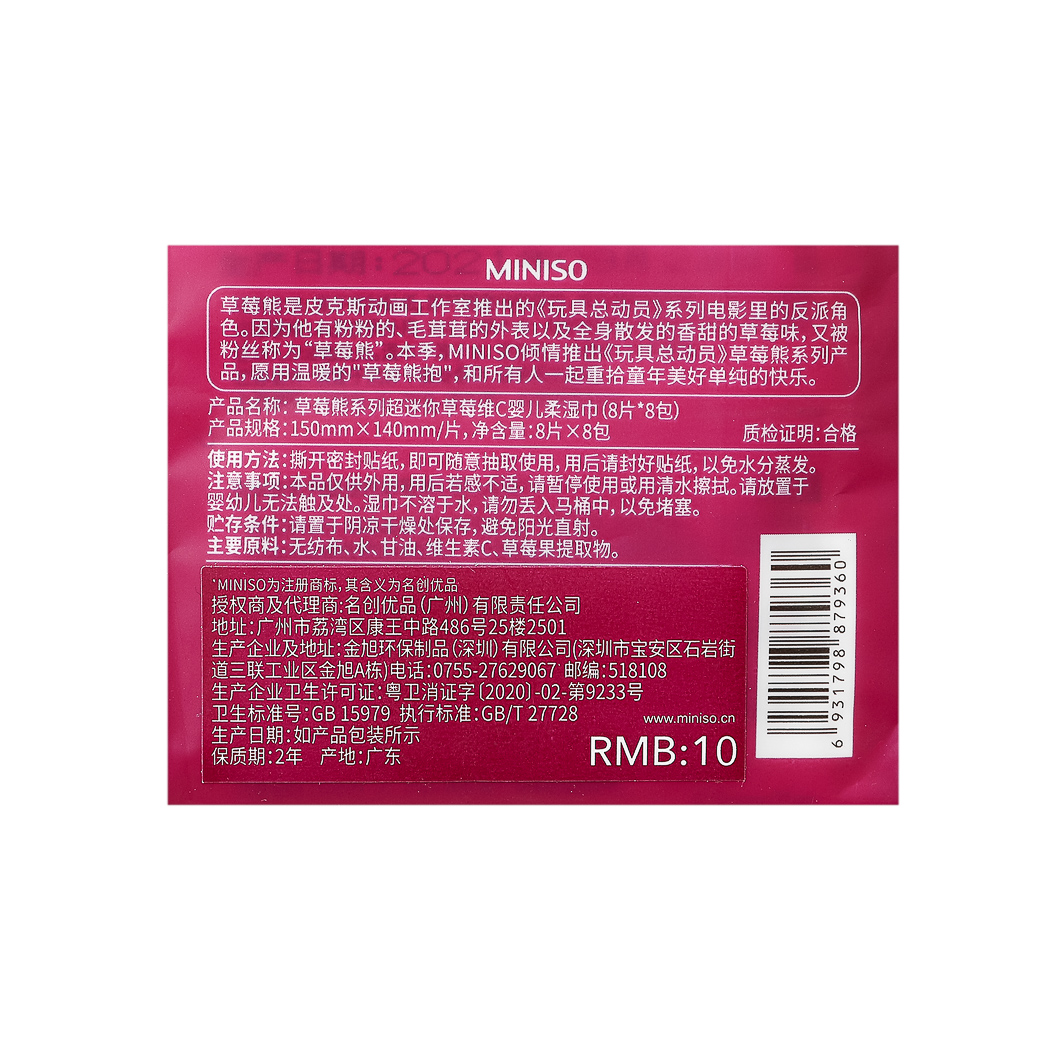 MINISO
草莓熊是皮克斯动画工作室推出的《玩具总动员》系列电影里的反派角
色。因为他有粉粉的、毛茸茸的外表以及全身散发的香甜的草莓味,又被
粉丝称为“草莓熊”。本季,MINISO倾情推出《玩具总动员》草莓熊系列产
品,愿用温暖的"草莓熊抱",和所有人一起重拾童年美好单纯的快乐。
产品名称:草莓熊系列超迷你草莓维C婴儿柔湿巾(8片*8包)
产品规格:150mm×140mm/片,净含量:8片×8包
质检证明:合格
使用方法:撕开密封贴纸,即可随意抽取使用,用后请封好贴纸,以免水分蒸发。
注意事项:本品仅供外用,用后若感不适,请暂停使用或用清水擦拭。请放置于
婴幼儿无法触及处。湿巾不溶于水,请勿丢入马桶中,以免堵塞。
贮存条件:请置于阴凉干燥处保存,避免阳光直射。
主要原料:无纺布、水、甘油、维生素C、草莓果提取物。
*MINISO为注册商标,其含义为名创优品
授权商及代理商:名创优品(广州)有限责任公司
地址:广州市荔湾区康王中路486号25楼2501
生产企业及地址:金旭环保制品(深圳)有限公司(深圳市宝安区石岩街
道三联工业区金旭A栋)电话:0755-27629067 邮编:518108
生产企业卫生许可证:粤卫消证字〔2020〕-02-第9233号
卫生标准号:GB 15979 执行标准:GB/T 27728
生产日期:如产品包装所示
保质期:2年 产地:广东
www.miniso.cn
RMB:10
6 931798 879360